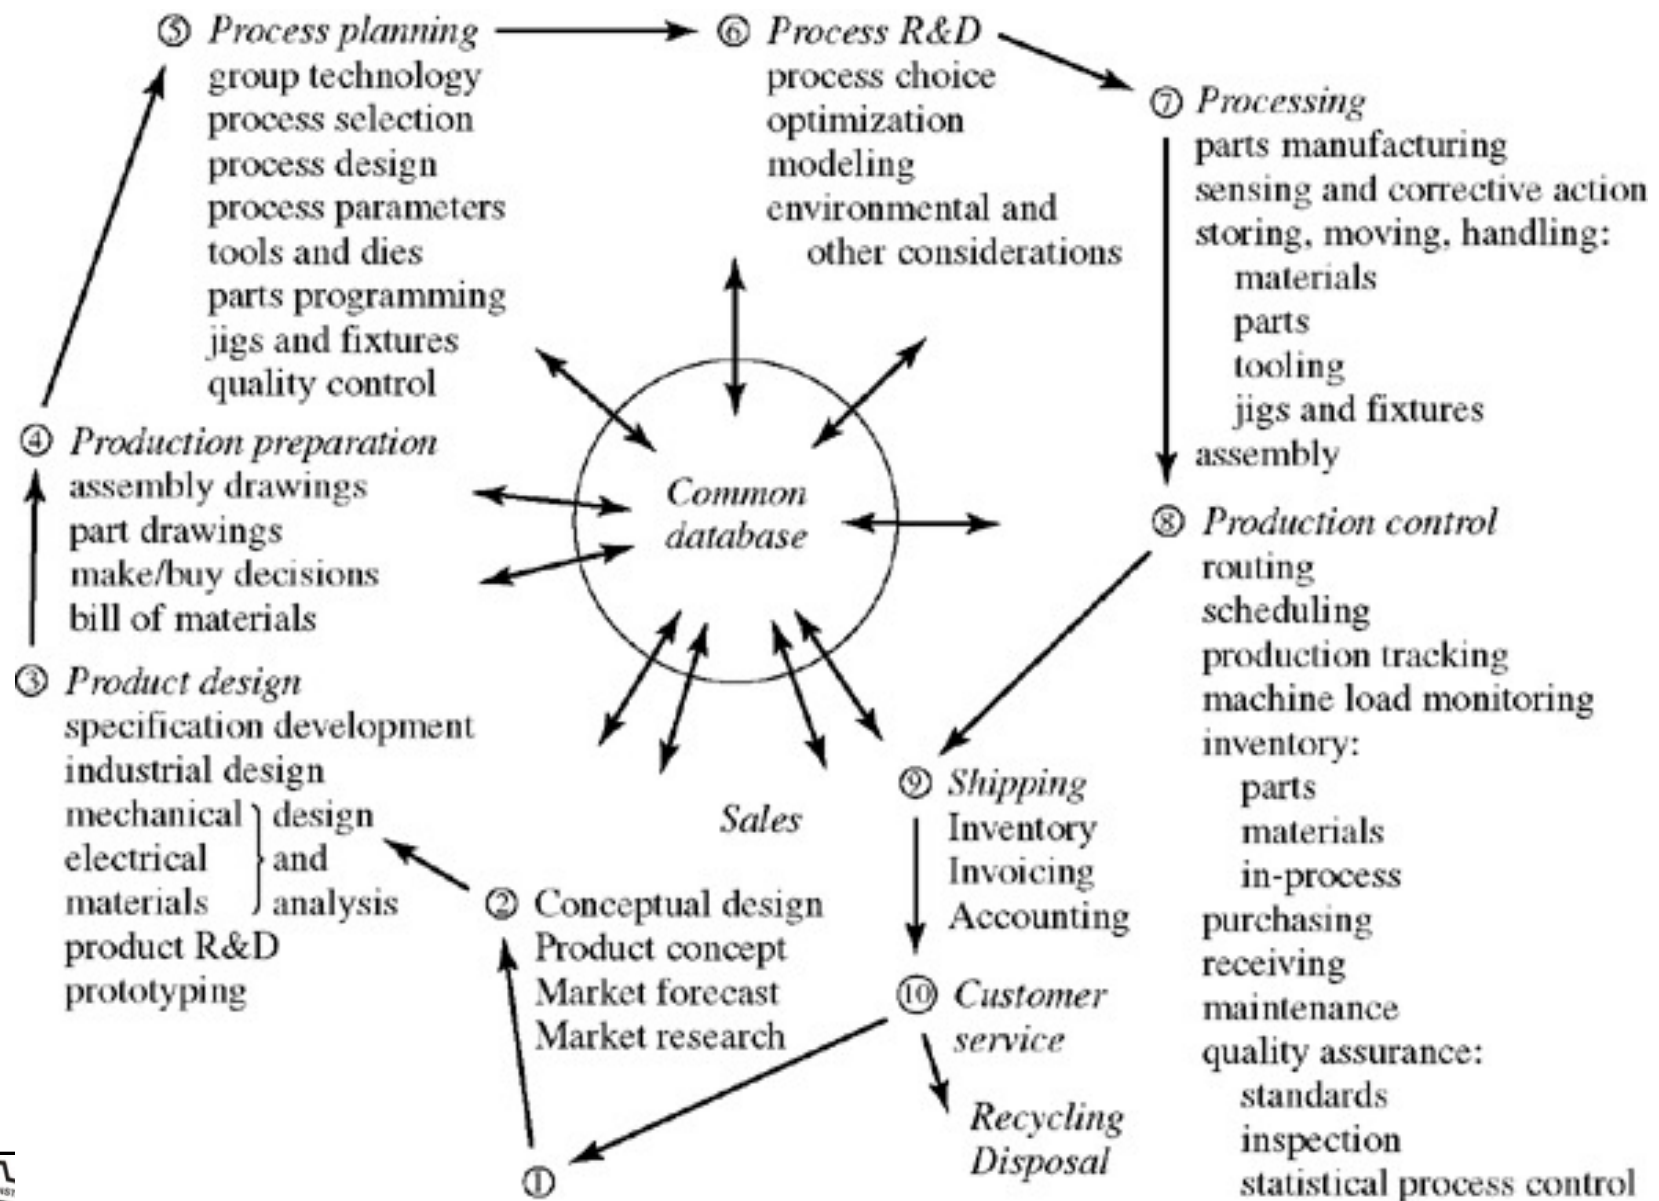 ⑤ Process planning
group technology
process selection
process design
process parameters
tools and dies
parts programming
jigs and fixtures
quality control
⑥ Process R&D
process choice
optimization
modeling
environmental and
other considerations
⑦ Processing
parts manufacturing
sensing and corrective action
storing, moving, handling:
materials
parts
tooling
jigs and fixtures
assembly
④ Production preparation
assembly drawings
part drawings
make/buy decisions
bill of materials
Common
database
⑧ Production control
routing
scheduling
production tracking
machine load monitoring
inventory:
parts
materials
in-process
purchasing
receiving
maintenance
quality assurance:
standards
inspection
statistical process control
③ Product design
specification development
industrial design
mechanical } design
electrical } and
materials } analysis
product R&D
prototyping
Sales
② Conceptual design
Product concept
Market forecast
Market research
⑨ Shipping
Inventory
Invoicing
Accounting
⑩ Customer
service
Recycling
Disposal
①